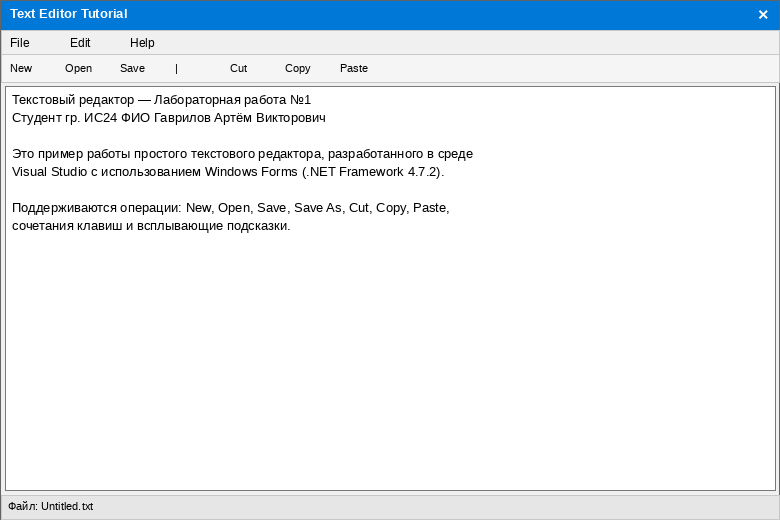 Text Editor Tutorial ✕
File Edit Help
New Open Save | Cut Copy Paste
Текстовый редактор — Лабораторная работа №1
Студент гр. ИС24 ФИО Гаврилов Артём Викторович
Это пример работы простого текстового редактора, разработанного в среде
Visual Studio с использованием Windows Forms (.NET Framework 4.7.2).
Поддерживаются операции: New, Open, Save, Save As, Cut, Copy, Paste,
сочетания клавиш и всплывающие подсказки.
Файл: Untitled.txt